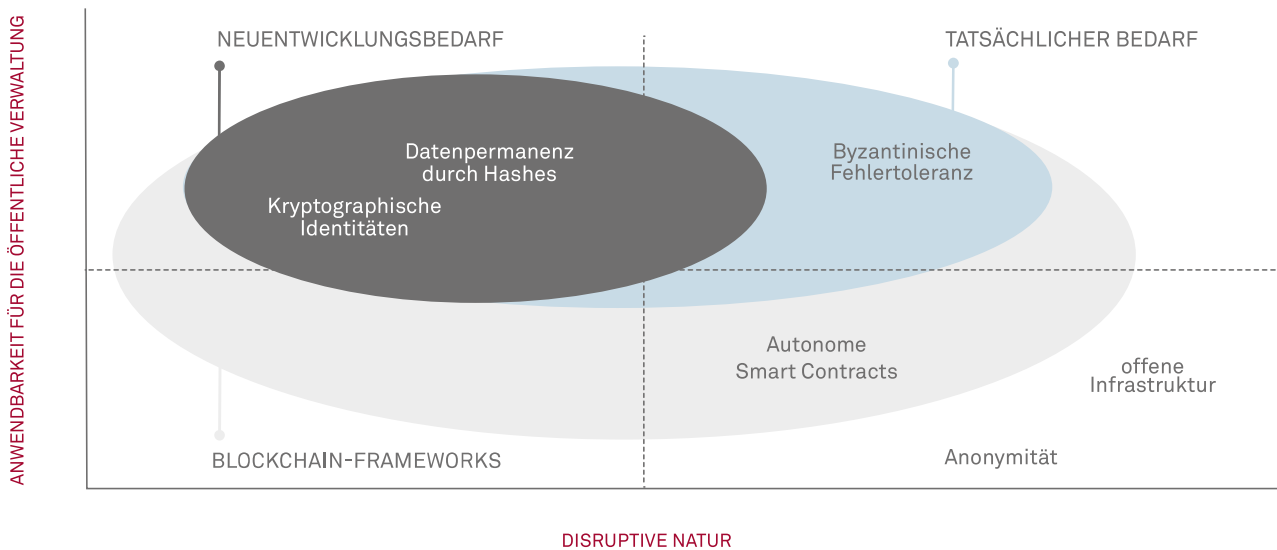 ANWENDBARKEIT FÜR DIE ÖFFENTLICHE VERWALTUNG
NEUENTWICKLUNGSBEDARF
TATSÄCHLICHER BEDARF
Datenpermanenz
durch Hashes
Byzantinische
Fehlertoleranz
Kryptographische
Identitäten
Autonome
Smart Contracts
offene
Infrastruktur
BLOCKCHAIN-FRAMEWORKS
Anonymität
DISRUPTIVE NATUR